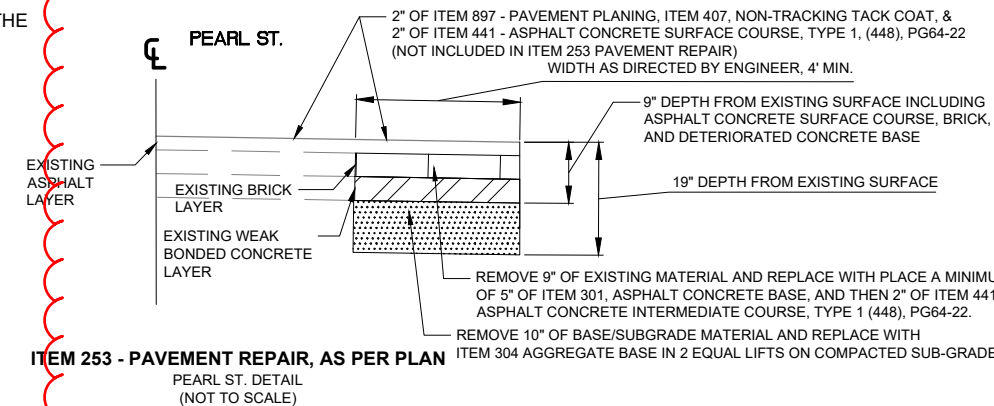 THE
PEARL ST.
2" OF ITEM 897 - PAVEMENT PLANING, ITEM 407, NON-TRACKING TACK COAT, &
2" OF ITEM 441 - ASPHALT CONCRETE SURFACE COURSE, TYPE 1, (448), PG64-22
(NOT INCLUDED IN ITEM 253 PAVEMENT REPAIR)
WIDTH AS DIRECTED BY ENGINEER, 4' MIN.
9" DEPTH FROM EXISTING SURFACE INCLUDING
ASPHALT CONCRETE SURFACE COURSE, BRICK,
AND DETERIORATED CONCRETE BASE
19" DEPTH FROM EXISTING SURFACE
EXISTING
ASPHALT
LAYER
EXISTING BRICK
LAYER
EXISTING WEAK
BONDED CONCRETE
LAYER
REMOVE 9" OF EXISTING MATERIAL AND REPLACE WITH PLACE A MINIMU
OF 5" OF ITEM 301, ASPHALT CONCRETE BASE, AND THEN 2" OF ITEM 441
ASPHALT CONCRETE INTERMEDIATE COURSE, TYPE 1 (448), PG64-22.
REMOVE 10" OF BASE/SUBGRADE MATERIAL AND REPLACE WITH
ITEM 304 AGGREGATE BASE IN 2 EQUAL LIFTS ON COMPACTED SUB-GRADE
ITEM 253 - PAVEMENT REPAIR, AS PER PLAN
PEARL ST. DETAIL
(NOT TO SCALE)